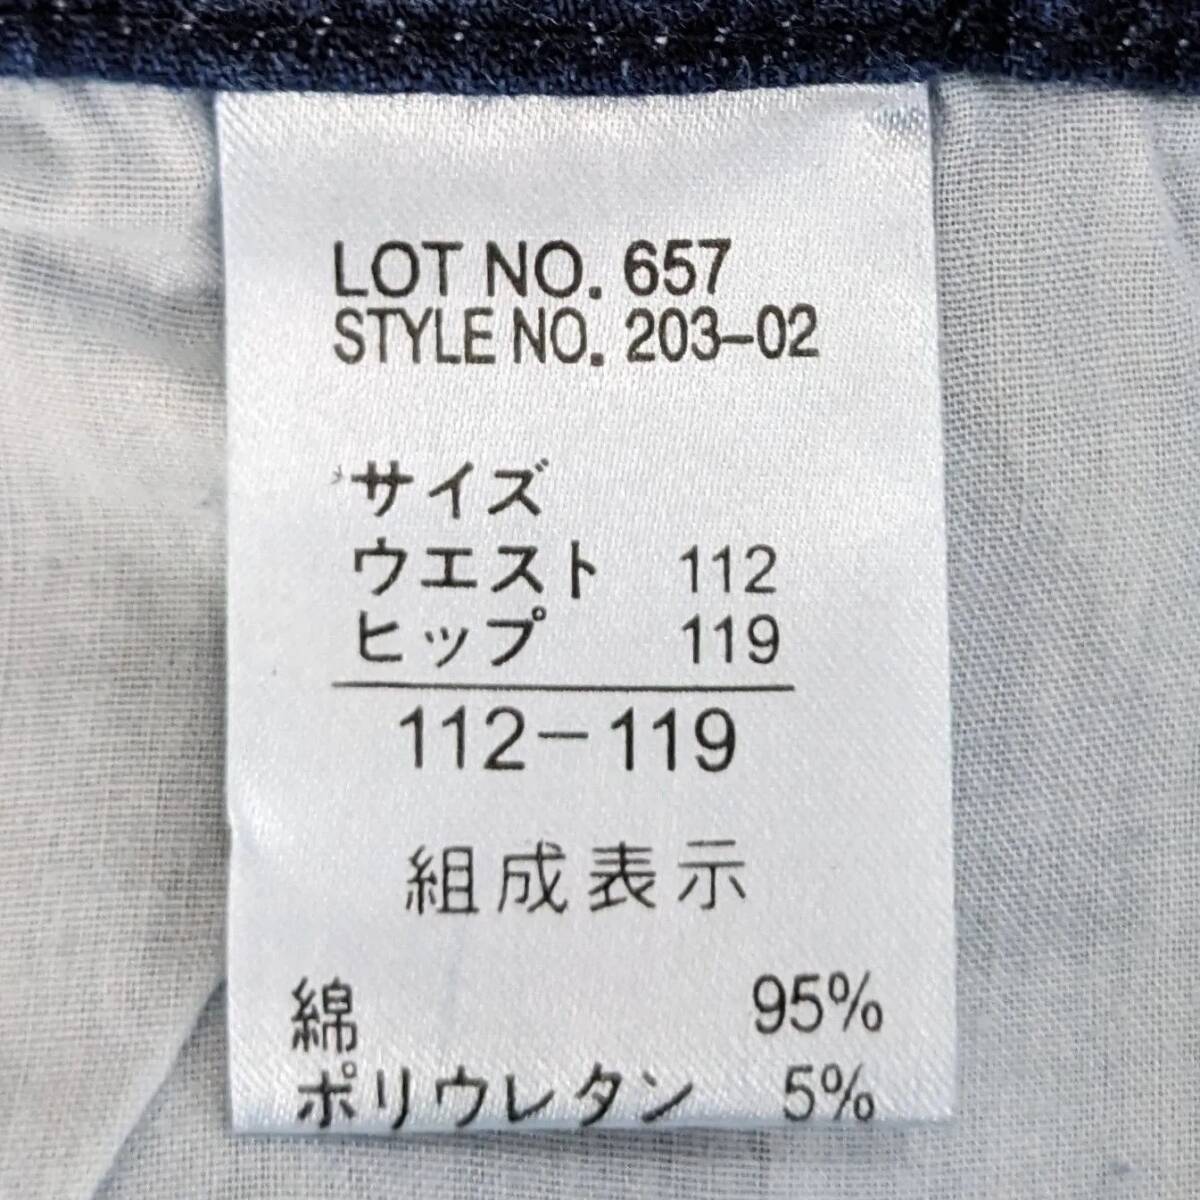 LOT NO. 657
STYLE NO. 203-02
サイズ
ウエスト 112
ヒップ 119
112-119
組成表示
綿 95%
ポリウレタン 5%